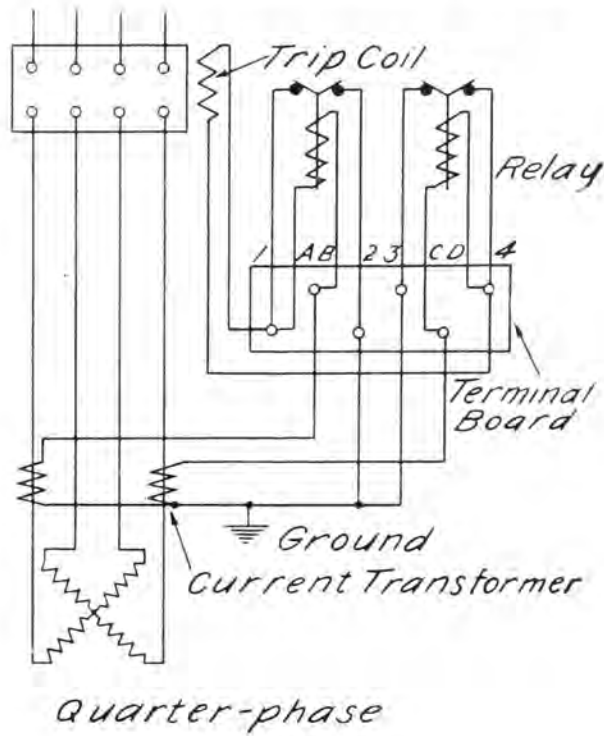 Trip Coil
Relay
1 AB 2 3 CD 4
Terminal
Board
Ground
Current Transformer
Quarter-phase